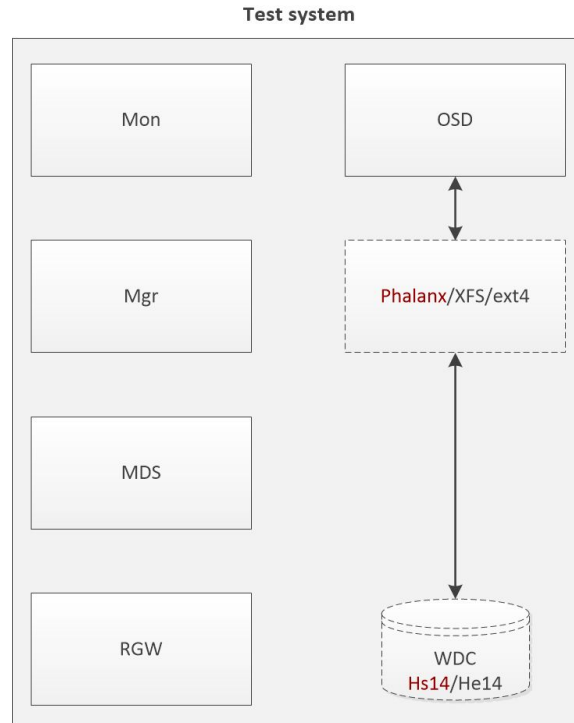 Test system
Mon
OSD
Mgr
Phalanx/XFS/ext4
MDS
RGW
WDC
Hs14/He14